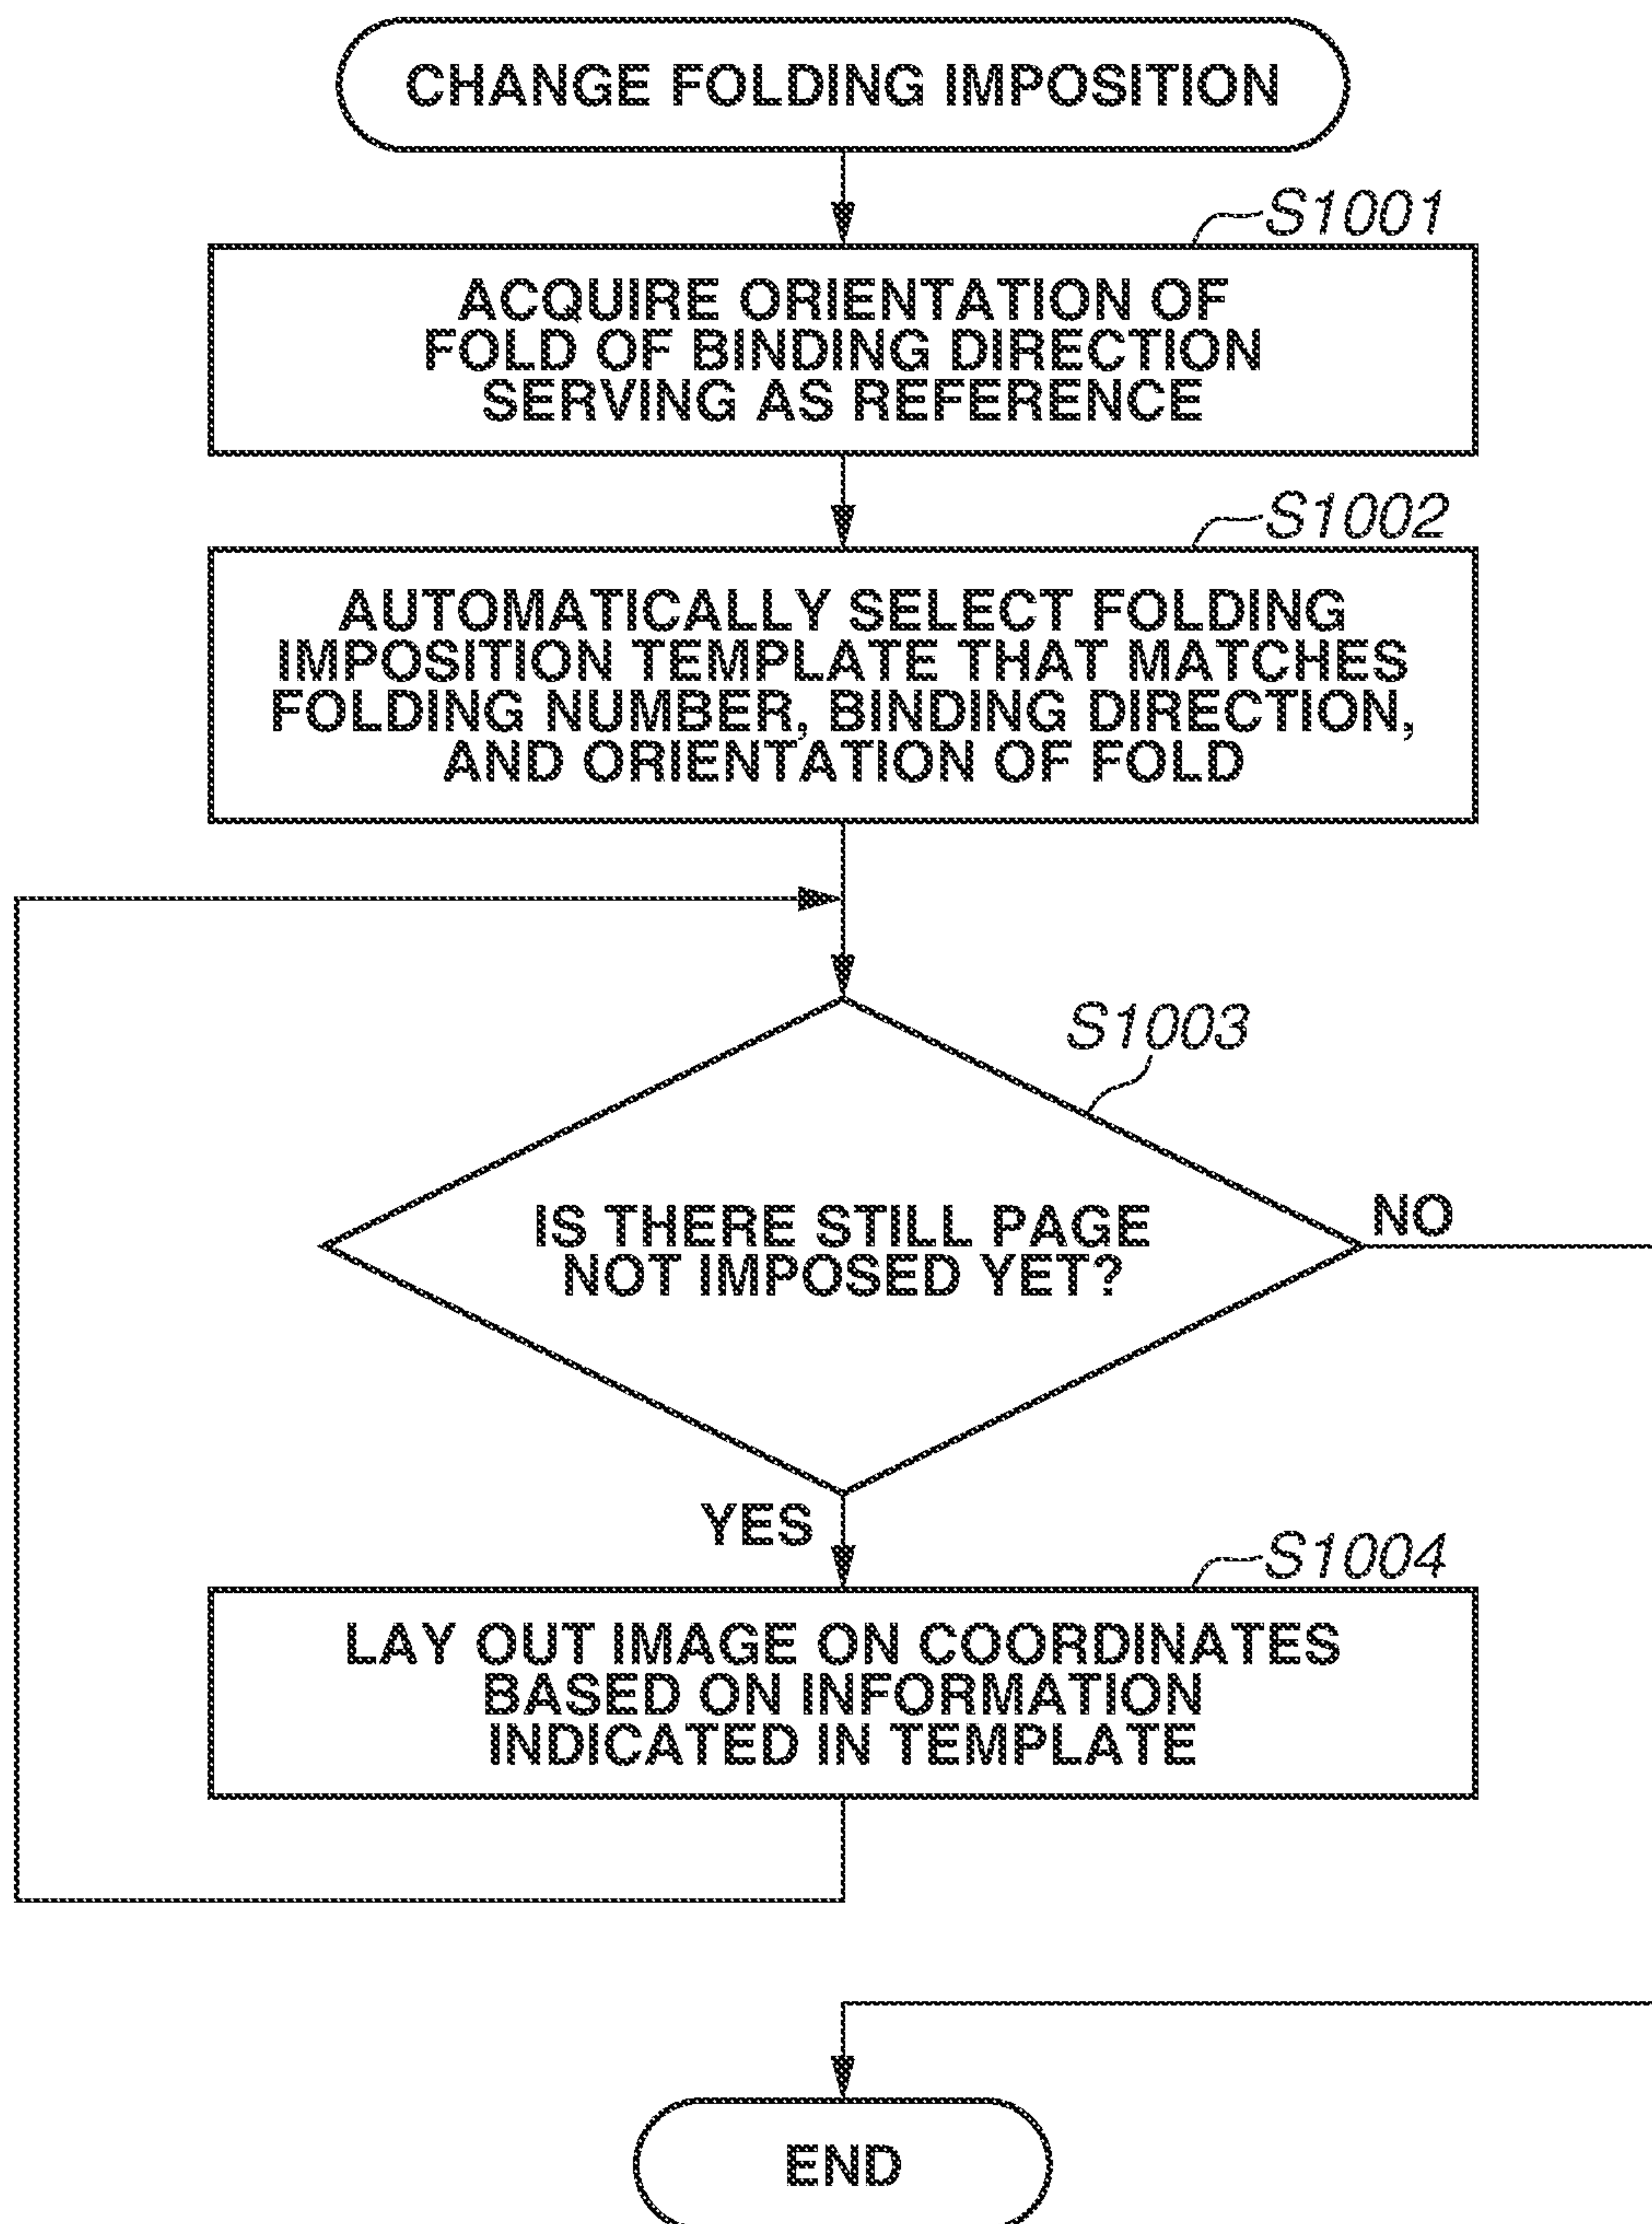 CHANGE FOLDING IMPOSITION
S1001
ACQUIRE ORIENTATION OF
FOLD OF BINDING DIRECTION
SERVING AS REFERENCE
S1002
AUTOMATICALLY SELECT FOLDING
IMPOSITION TEMPLATE THAT MATCHES
FOLDING NUMBER, BINDING DIRECTION,
AND ORIENTATION OF FOLD
S1003
IS THERE STILL PAGE
NOT IMPOSED YET?
NO
YES
S1004
LAY OUT IMAGE ON COORDINATES
BASED ON INFORMATION
INDICATED IN TEMPLATE
END